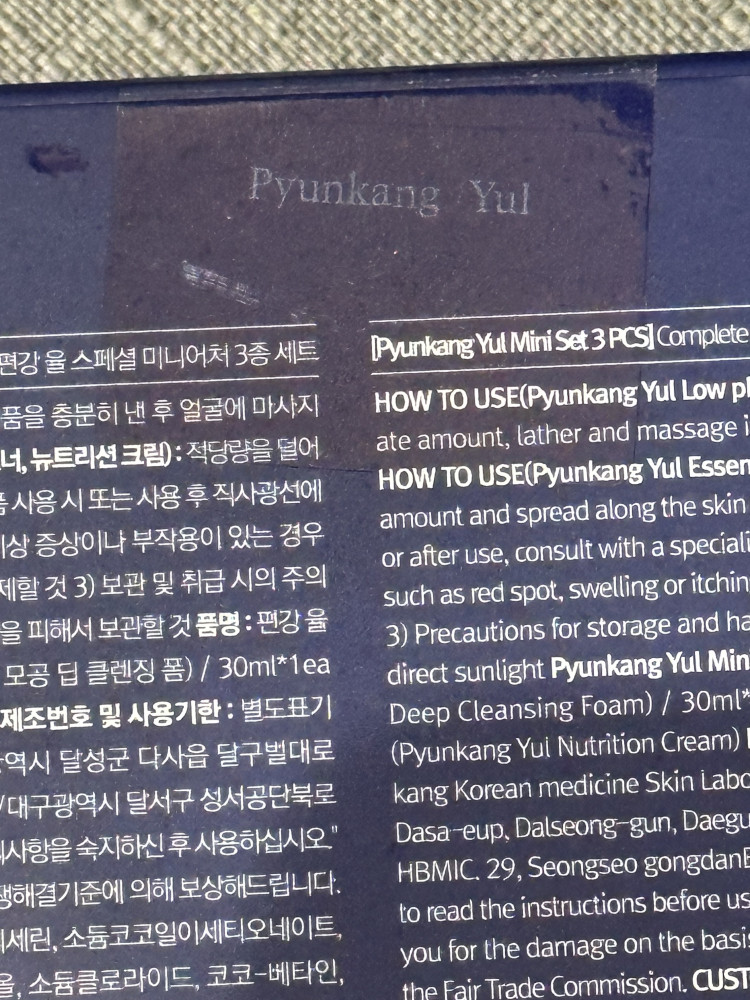 Pyunkang Yul
편강 율 스페셜 미니어처 3종 세트
품을 충분히 낸 후 얼굴에 마사지
너, 뉴트리션 크림) : 적당량을 덜어
품 사용 시 또는 사용 후 직사광선에
이상 증상이나 부작용이 있는 경우
제할 것 3) 보관 및 취급 시의 주의
을 피해서 보관할 것 품명 : 편강 율
모공 딥 클렌징 폼) / 30ml*1ea
제조번호 및 사용기한 : 별도표기
광역시 달성군 다사읍 달구벌대로
/ 대구광역시 달서구 성서공단북로
의사항을 숙지하신 후 사용하십시오."
쟁해결기준에 의해 보상해드립니다.
리세린, 소듐코코일이세티오네이트,
올, 소듐클로라이드, 코코-베타인,
[Pyunkang Yul Mini Set 3 PCS] Complete
HOW TO USE(Pyunkang Yul Low p
ate amount, lather and massage i
HOW TO USE(Pyunkang Yul Essen
amount and spread along the skin
or after use, consult with a speciali
such as red spot, swelling or itchin
3) Precautions for storage and ha
direct sunlight Pyunkang Yul Min
Deep Cleansing Foam) / 30ml*
(Pyunkang Yul Nutrition Cream)
kang Korean medicine Skin Labo
Dasa-eup, Dalseong-gun, Daegu
HBMIC. 29, Seongseo gongdanB
to read the instructions before us
you for the damage on the basis
the Fair Trade Commission. CUST